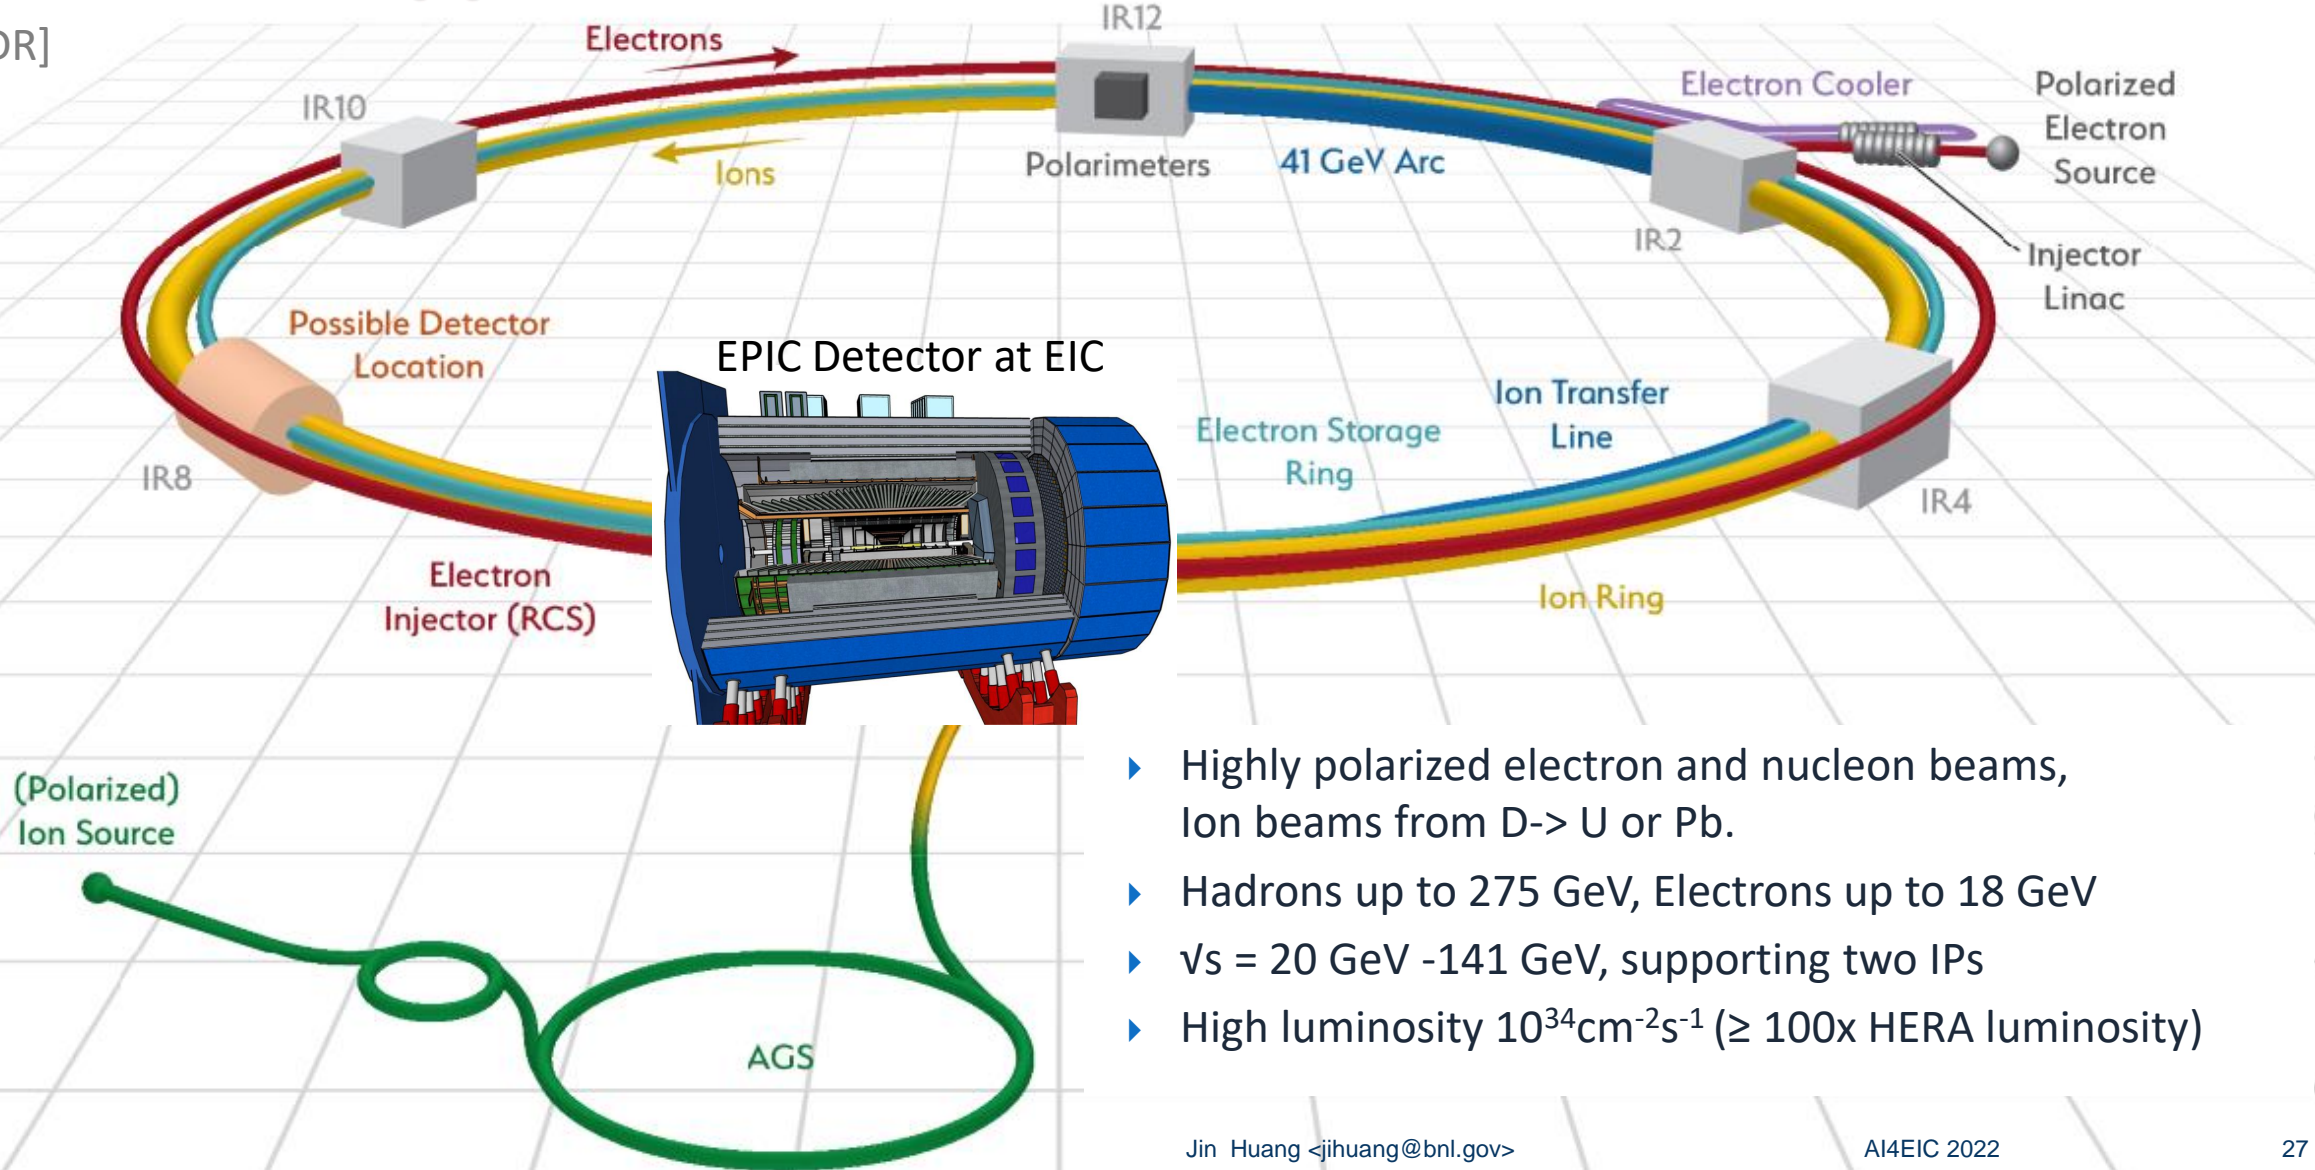 DR]
Electrons
IR12
IR10
Ions
Polarimeters
41 GeV Arc
Electron Cooler
Polarized
Electron
Source
IR2
Injector
Linac
Possible Detector
Location
EPIC Detector at EIC
Ion Transfer
Line
Electron Storage
Ring
IR8
IR4
Electron
Injector (RCS)
Ion Ring
(Polarized)
Ion Source
AGS
Highly polarized electron and nucleon beams,
Ion beams from D-> U or Pb.
Hadrons up to 275 GeV, Electrons up to 18 GeV
√s = 20 GeV -141 GeV, supporting two IPs
High luminosity 10³⁴cm⁻²s⁻¹ (≥ 100x HERA luminosity)
Jin Huang <jihuang@bnl.gov>
AI4EIC 2022
27